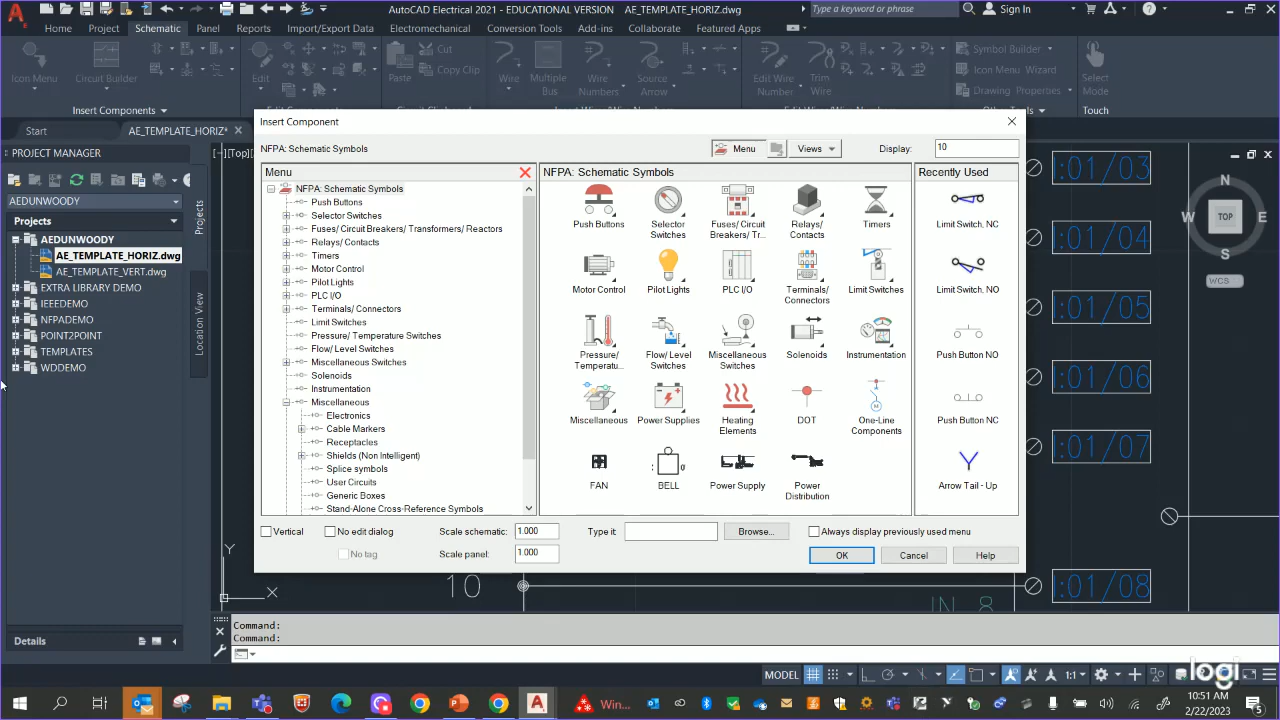 AutoCAD Electrical 2021 - EDUCATIONAL VERSION AE_TEMPLATE_HORIZ.dwg
Type a keyword or phrase
Sign In
Home Project Schematic Panel Reports Import/Export Data Electromechanical Conversion Tools Add-ins Collaborate Featured Apps
Icon Menu
Circuit Builder
Edit
Cut
Paste
Copy Clip
Wire
Multiple Bus
Wire Numbers
Source Arrow
Edit Wire Number
Trim Wire
Symbol Builder
Icon Menu Wizard
Drawing Properties
Select Mode
Insert Components
Touch
Start
AE_TEMPLATE_HORIZ*
PROJECT MANAGER
AEDUNWOODY
Projects
AEDUNWOODY
AE_TEMPLATE_HORIZ.dwg
AE_TEMPLATE_VERT.dwg
EXTRA LIBRARY DEMO
IEEEDEMO
NFPADEMO
POINT2POINT
TEMPLATES
WDDEMO
Projects
Location View
Details
[-][Top]
Insert Component
NFPA: Schematic Symbols
Menu
Views
Display:
10
Menu
NFPA: Schematic Symbols
Push Buttons
Selector Switches
Fuses/ Circuit Breakers/ Transformers/ Reactors
Relays/ Contacts
Timers
Motor Control
Pilot Lights
PLC I/O
Terminals/ Connectors
Limit Switches
Pressure/ Temperature Switches
Flow/ Level Switches
Miscellaneous Switches
Solenoids
Instrumentation
Miscellaneous
Electronics
Cable Markers
Receptacles
Shields (Non Intelligent)
Splice symbols
User Circuits
Generic Boxes
Stand-Alone Cross-Reference Symbols
NFPA: Schematic Symbols
Push Buttons
Selector Switches
Fuses/ Circuit Breakers/ Tr...
Relays/ Contacts
Timers
Motor Control
Pilot Lights
PLC I/O
Terminals/ Connectors
Limit Switches
Pressure/ Temperatu...
Flow/ Level Switches
Miscellaneous Switches
Solenoids
Instrumentation
Miscellaneous
Power Supplies
Heating Elements
DOT
One-Line Components
FAN
BELL
Power Supply
Power Distribution
Recently Used
Limit Switch, NC
Limit Switch, NO
Push Button NO
Push Button NC
Arrow Tail - Up
Vertical
No edit dialog
No tag
Scale schematic:
1.000
Scale panel:
1.000
Type it:
Browse...
Always display previously used menu
OK
Cancel
Help
I:01/03
I:01/04
I:01/05
I:01/06
I:01/07
I:01/08
10
IN 8
N
W
TOP
E
S
WCS
Y
X
Command:
Command:
MODEL
1:1
logi
Win...
10:51 AM
2/22/2023
5